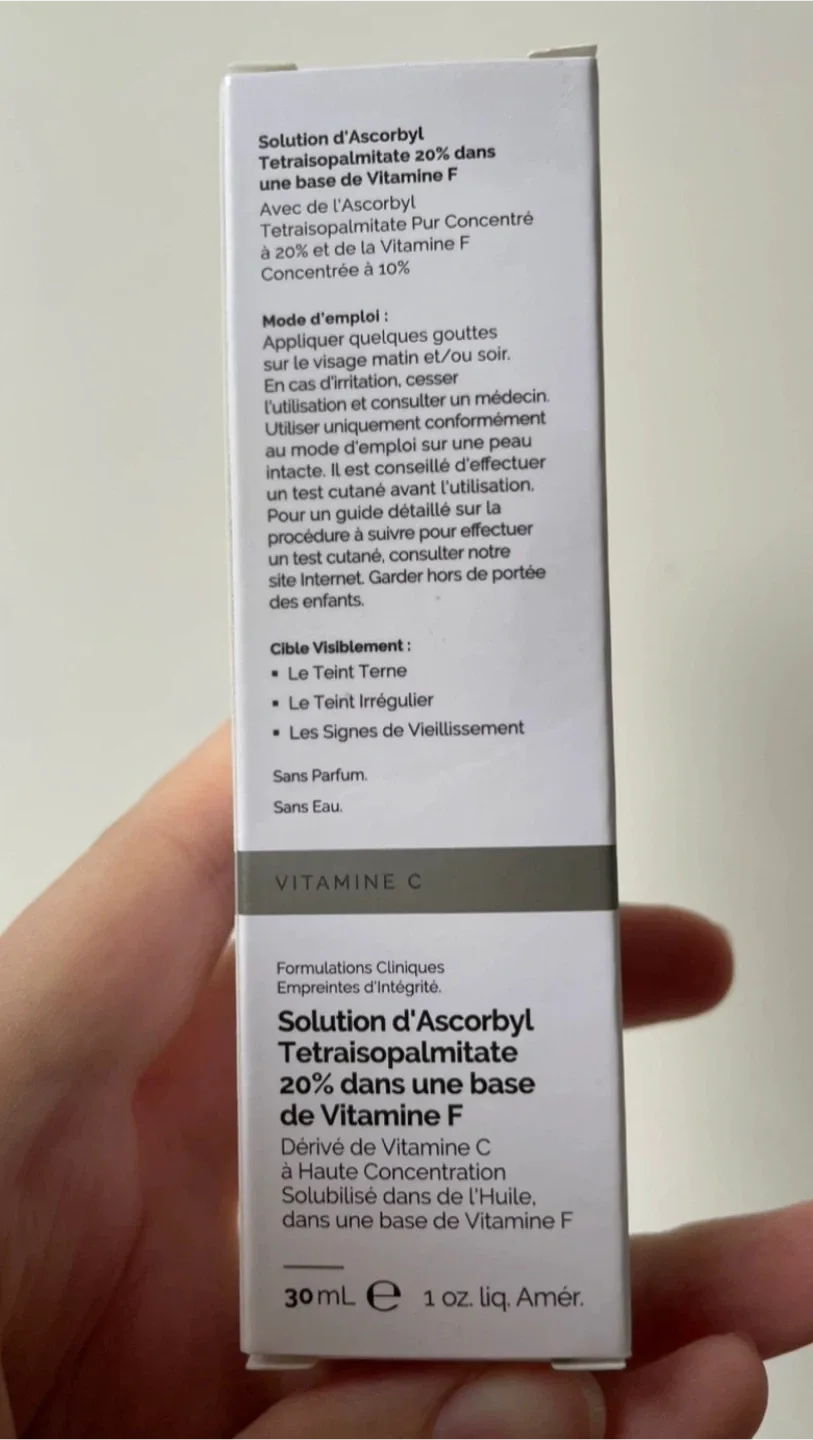 Solution d'Ascorbyl
Tetraisopalmitate 20% dans
une base de Vitamine F
Avec de l'Ascorbyl
Tetraisopalmitate Pur Concentré
à 20% et de la Vitamine F
Concentrée à 10%
Mode d'emploi :
Appliquer quelques gouttes
sur le visage matin et/ou soir.
En cas d'irritation, cesser
l'utilisation et consulter un médecin.
Utiliser uniquement conformément
au mode d'emploi sur une peau
intacte. Il est conseillé d'effectuer
un test cutané avant l'utilisation.
Pour un guide détaillé sur la
procédure à suivre pour effectuer
un test cutané, consulter notre
site Internet. Garder hors de portée
des enfants.
Cible Visiblement :
▪ Le Teint Terne
▪ Le Teint Irrégulier
▪ Les Signes de Vieillissement
Sans Parfum.
Sans Eau.
VITAMINE C
Formulations Cliniques
Empreintes d'Intégrité.
Solution d'Ascorbyl
Tetraisopalmitate
20% dans une base
de Vitamine F
Dérivé de Vitamine C
à Haute Concentration
Solubilisé dans de l'Huile,
dans une base de Vitamine F
30 mL ℮ 1 oz. liq. Amér.